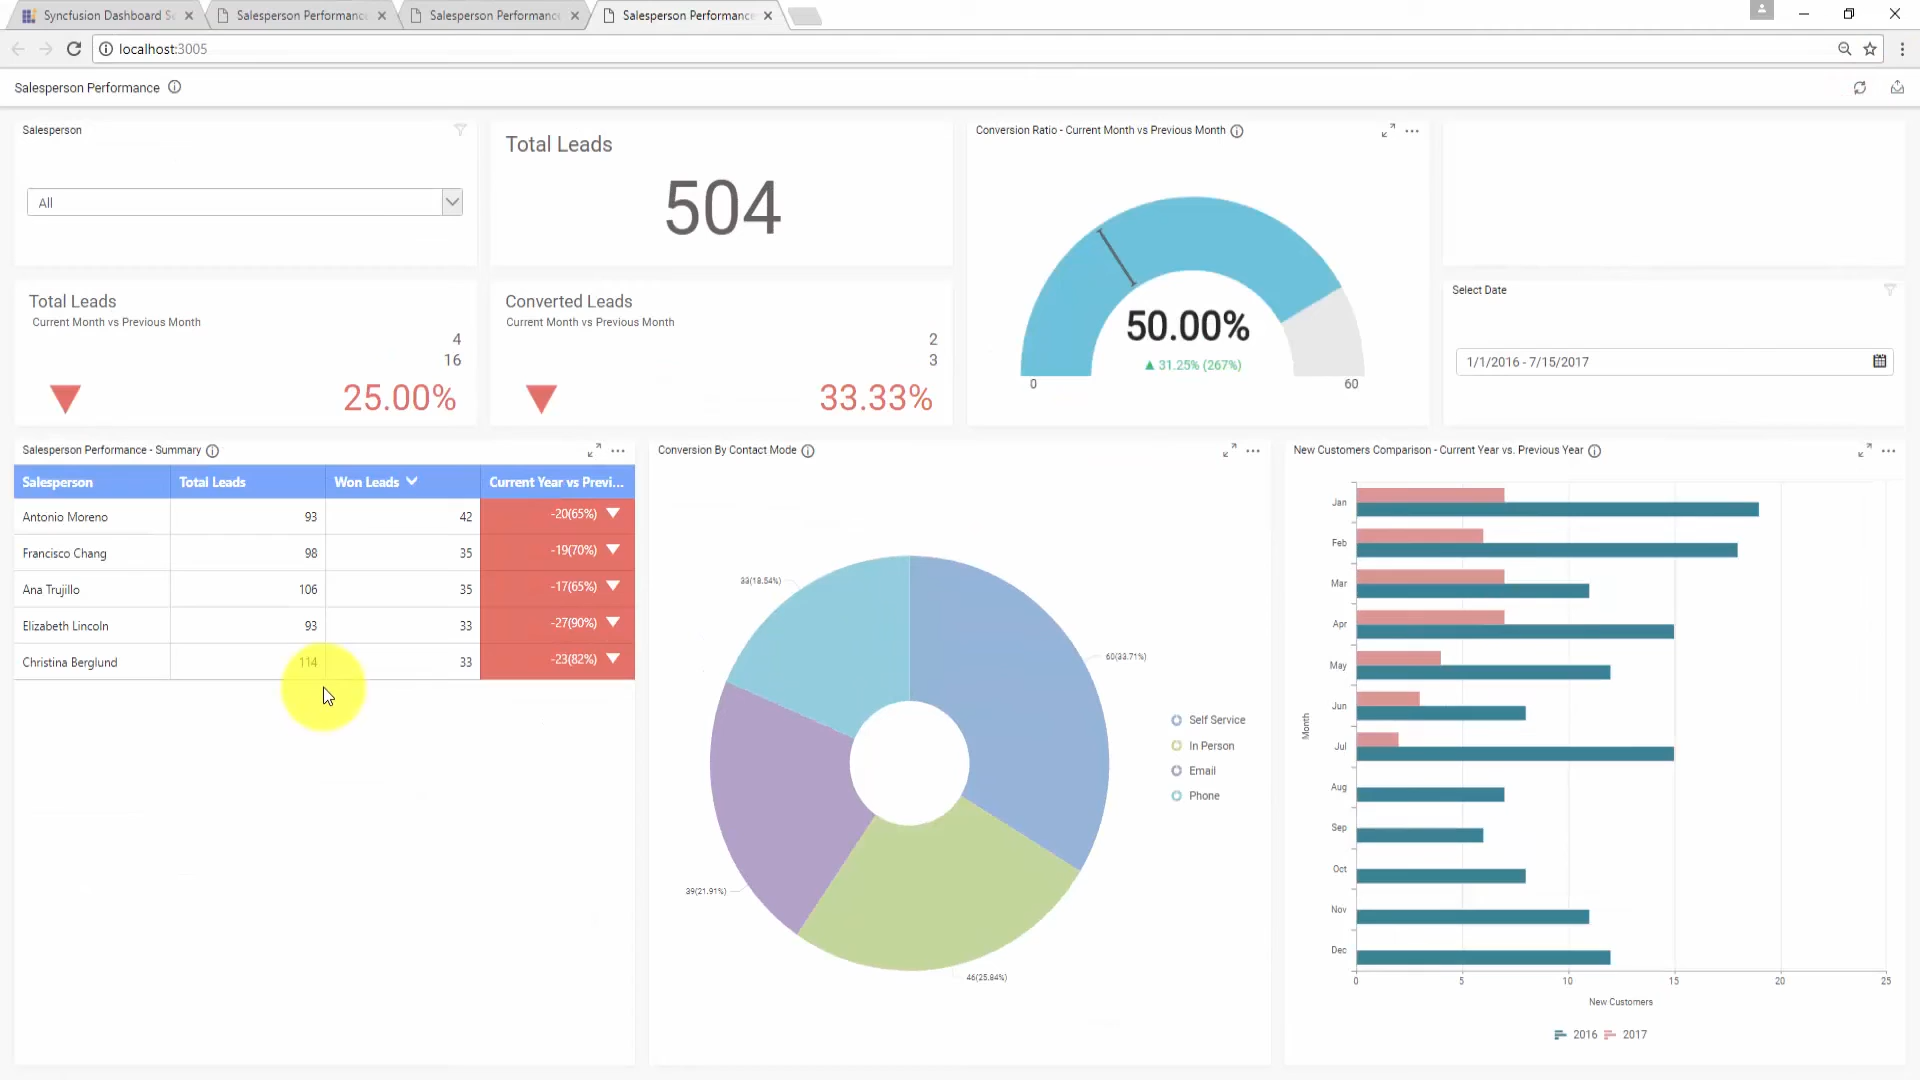 Syncfusion Dashboard S
Salesperson Performance
Salesperson Performance
Salesperson Performance
localhost:3005
Salesperson Performance
Salesperson
All
Total Leads
504
Conversion Ratio - Current Month vs Previous Month
50.00%
31.25% (267%)
0
60
Select Date
1/1/2016 - 7/15/2017
Total Leads
Current Month vs Previous Month
4
16
25.00%
Converted Leads
Current Month vs Previous Month
2
3
33.33%
Salesperson Performance - Summary
Salesperson Total Leads Won Leads Current Year vs Previ...
Antonio Moreno 93 42 -20(65%)
Francisco Chang 98 35 -19(70%)
Ana Trujillo 106 35 -17(65%)
Elizabeth Lincoln 93 33 -27(90%)
Christina Berglund 114 33 -23(82%)
Conversion By Contact Mode
33(18.54%)
60(33.71%)
39(21.91%)
46(25.84%)
Self Service
In Person
Email
Phone
New Customers Comparison - Current Year vs. Previous Year
Month
Jan
Feb
Mar
Apr
May
Jun
Jul
Aug
Sep
Oct
Nov
Dec
0 5 10 15 20 25
New Customers
2016 2017